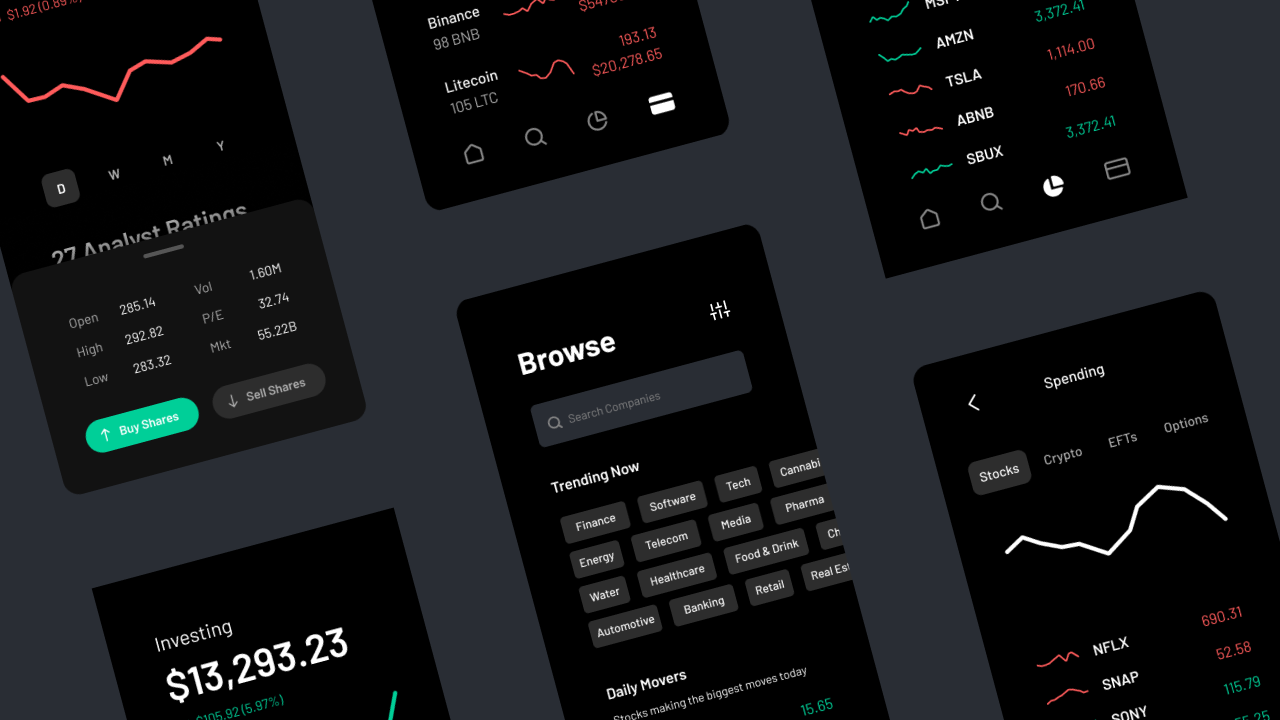 $1.92 (0.89%)
D W M Y
27 Analyst Ratings
Open 285.14 Vol 1.60M
High 292.82 P/E 32.74
Low 283.32 Mkt 55.22B
Buy Shares Sell Shares
Investing
$13,293.23
$105.92 (5.97%)
Binance
98 BNB
Litecoin 193.13
105 LTC $20,278.65
Browse
Search Companies
Trending Now
Finance Software Tech Cannabi
Energy Telecom Media Pharma
Water Healthcare Food & Drink Ch
Automotive Banking Retail Real Est
Daily Movers
Stocks making the biggest moves today
15.65
3,372.41
AMZN 1,114.00
TSLA 170.66
ABNB 3,372.41
SBUX
Spending
Stocks Crypto EFTs Options
NFLX 690.31
SNAP 52.58
SONY 115.79